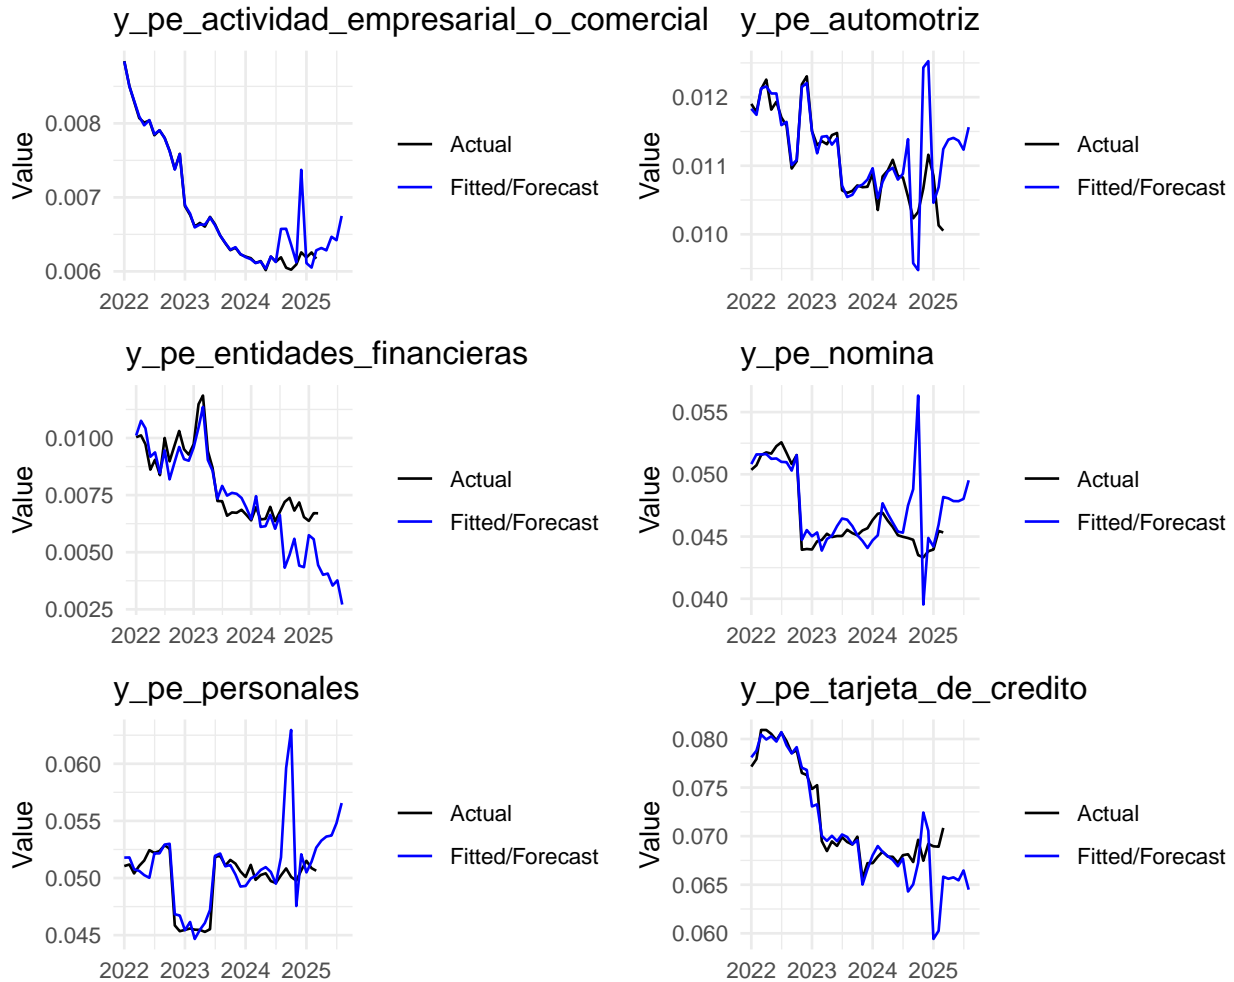 y_pe_actividad_empresarial_o_comercial
Value
0.008
0.007
0.006
2022 2023 2024 2025
Actual
Fitted/Forecast
y_pe_automotriz
Value
0.012
0.011
0.010
2022 2023 2024 2025
Actual
Fitted/Forecast
y_pe_entidades_financieras
Value
0.0100
0.0075
0.0050
0.0025
2022 2023 2024 2025
Actual
Fitted/Forecast
y_pe_nomina
Value
0.055
0.050
0.045
0.040
2022 2023 2024 2025
Actual
Fitted/Forecast
y_pe_personales
Value
0.060
0.055
0.050
0.045
2022 2023 2024 2025
Actual
Fitted/Forecast
y_pe_tarjeta_de_credito
Value
0.080
0.075
0.070
0.065
0.060
2022 2023 2024 2025
Actual
Fitted/Forecast